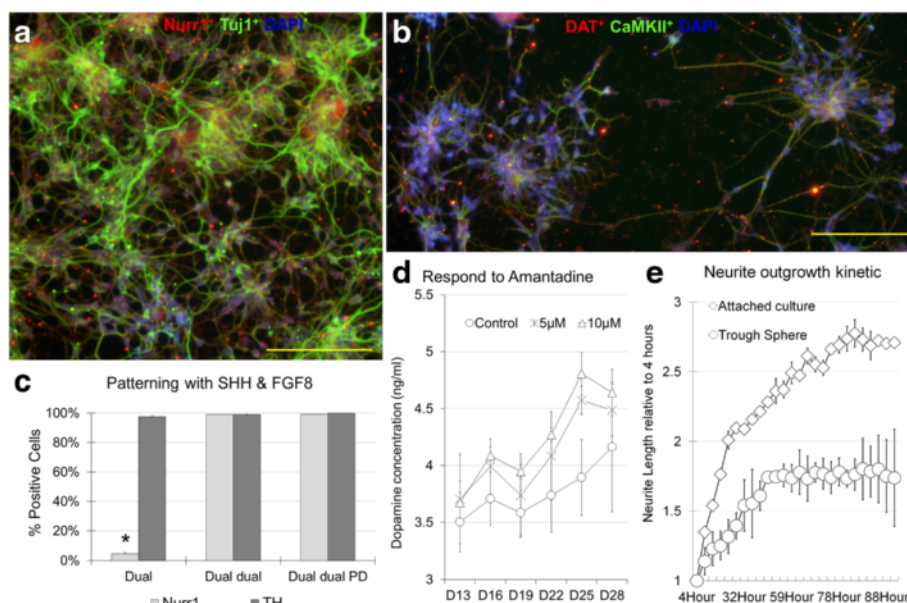 a
Nurr1⁺ Tuj1⁺ DAPI
b
DAT⁺ CaMKII⁺ DAPI
c
Patterning with SHH & FGF8
% Positive Cells
100%
80%
60%
40%
20%
0%
*
Dual
Dual dual
Dual dual PD
Nurr1
TH
d
Respond to Amantadine
Dopamine concentration (ng/ml)
5.5
5
4.5
4
3.5
3
Control
5µM
10µM
D13 D16 D19 D22 D25 D28
e
Neurite outgrowth kinetic
Neurite Length relative to 4 hours
3
2.5
2
1.5
1
Attached culture
Trough Sphere
4Hour 32Hour 59Hour 78Hour 88Hour